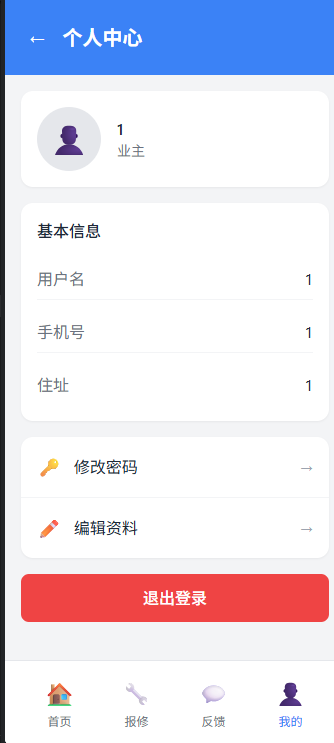 ← 个人中心
1
业主
基本信息
用户名 1
手机号 1
住址 1
修改密码 →
编辑资料 →
退出登录
首页 报修 反馈 我的